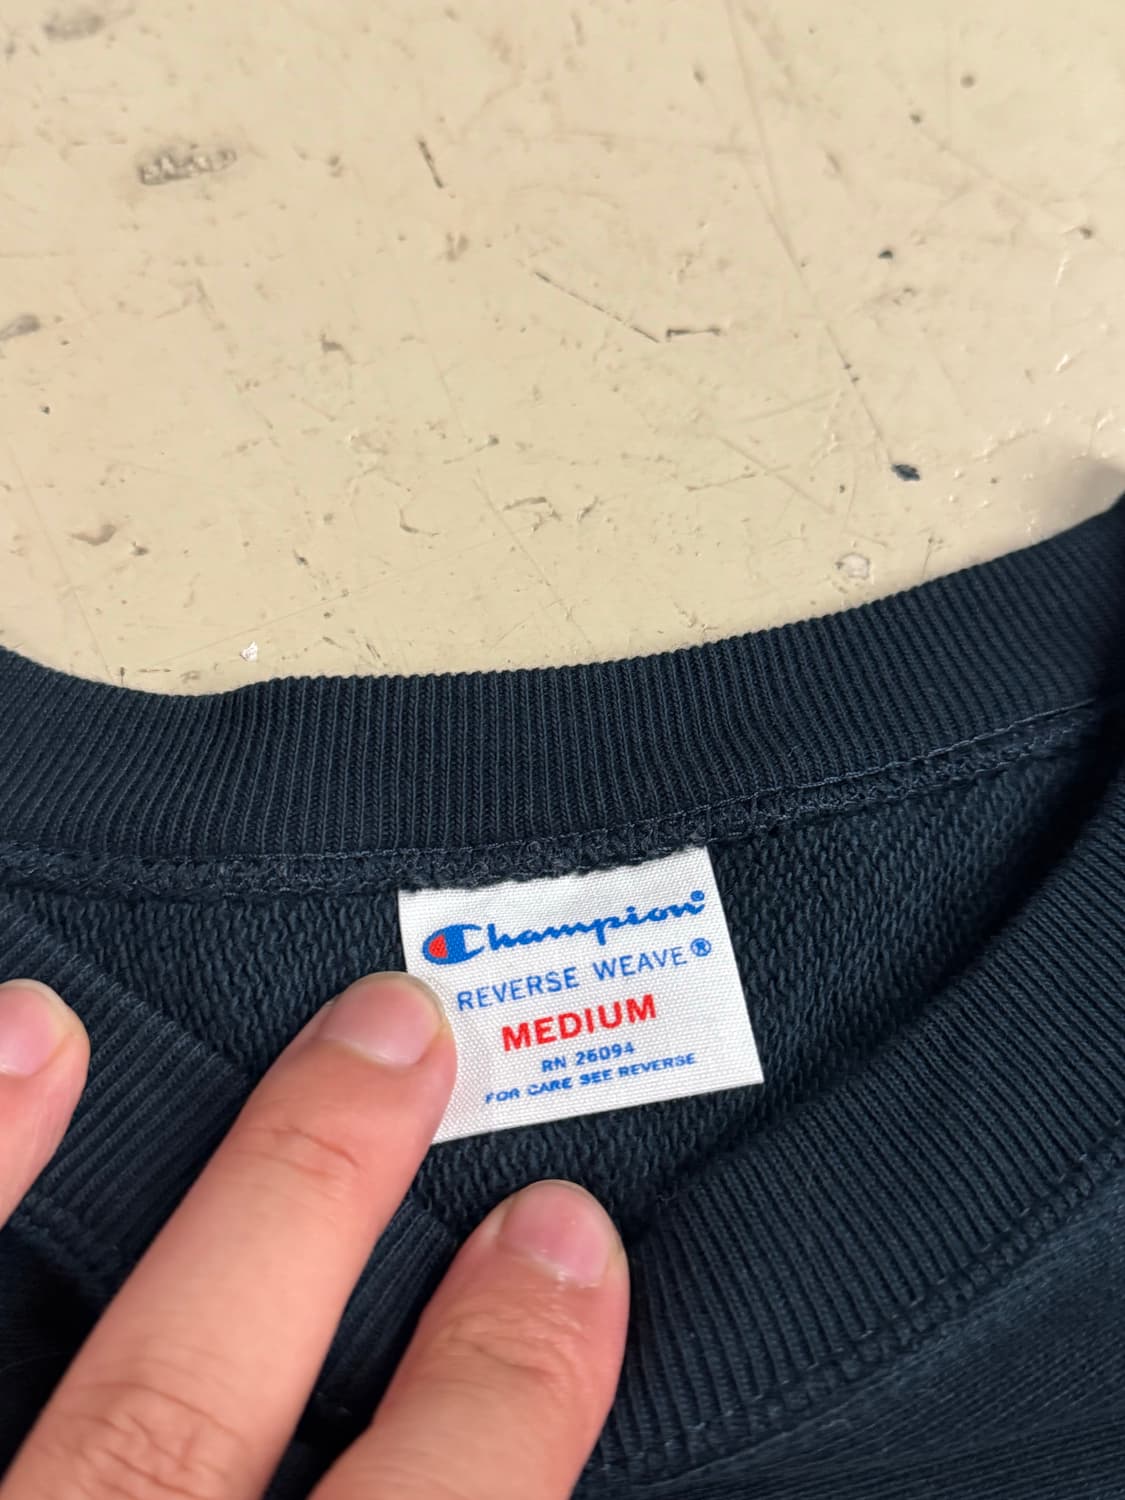 Champion®
REVERSE WEAVE®
MEDIUM
RN 26094
FOR CARE SEE REVERSE